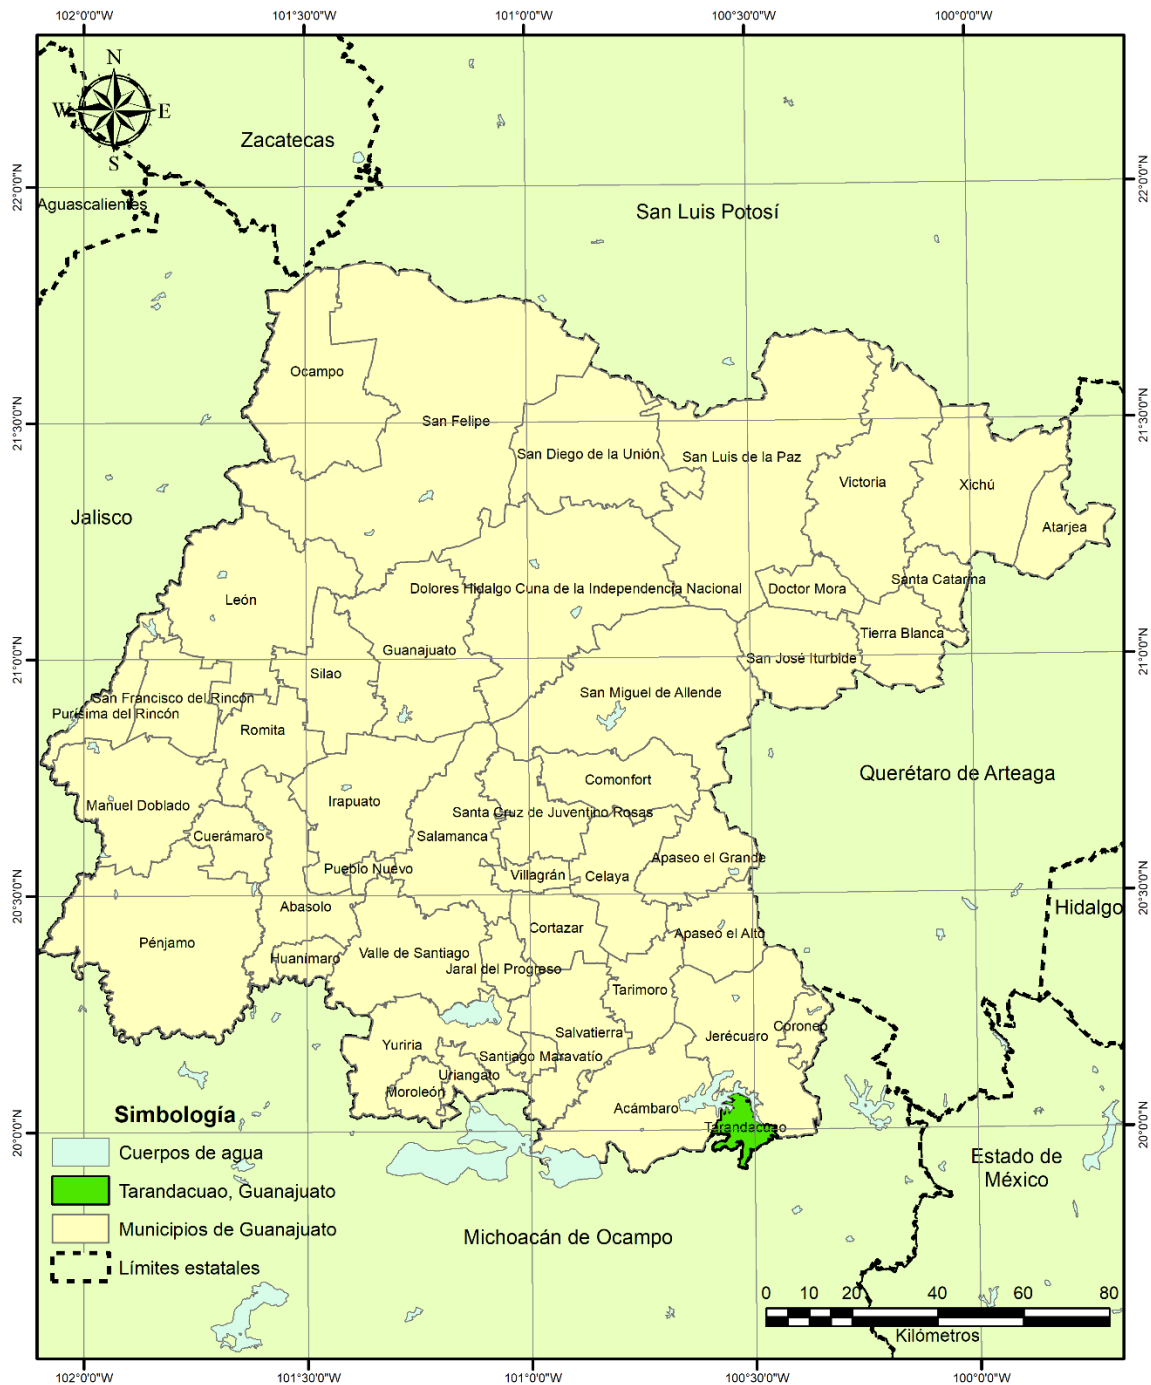 102°0'0"W
101°30'0"W
101°0'0"W
100°30'0"W
100°0'0"W
N
W
E
S
Zacatecas
22°0'0"N
22°0'0"N
Aguascalientes
San Luis Potosí
Ocampo
21°30'0"N
21°30'0"N
San Felipe
San Diego de la Unión
San Luis de la Paz
Victoria
Xichú
Jalisco
Atarjea
Santa Catarina
Dolores Hidalgo Cuna de la Independencia Nacional
Doctor Mora
León
Tierra Blanca
Guanajuato
San José Iturbide
21°0'0"N
21°0'0"N
Silao
San Miguel de Allende
San Francisco del Rincón
Purísima del Rincón
Romita
Querétaro de Arteaga
Comonfort
Irapuato
Manuel Doblado
Santa Cruz de Juventino Rosas
Cuerámaro
Salamanca
Apaseo el Grande
Pueblo Nuevo
Villagrán
Celaya
20°30'0"N
20°30'0"N
Abasolo
Hidalgo
Cortazar
Apaseo el Alto
Pénjamo
Valle de Santiago
Huanímaro
Jaral del Progreso
Tarimoro
Coroneo
Salvatierra
Jerécuaro
Yuriria
Santiago Maravatío
Uriangato
Moroleón
Acámbaro
Tarandacuao
20°0'0"N
20°0'0"N
Simbología
Cuerpos de agua
Tarandacuao, Guanajuato
Municipios de Guanajuato
Límites estatales
Estado de
México
Michoacán de Ocampo
0 10 20 40 60 80
Kilómetros
102°0'0"W
101°30'0"W
101°0'0"W
100°30'0"W
100°0'0"W